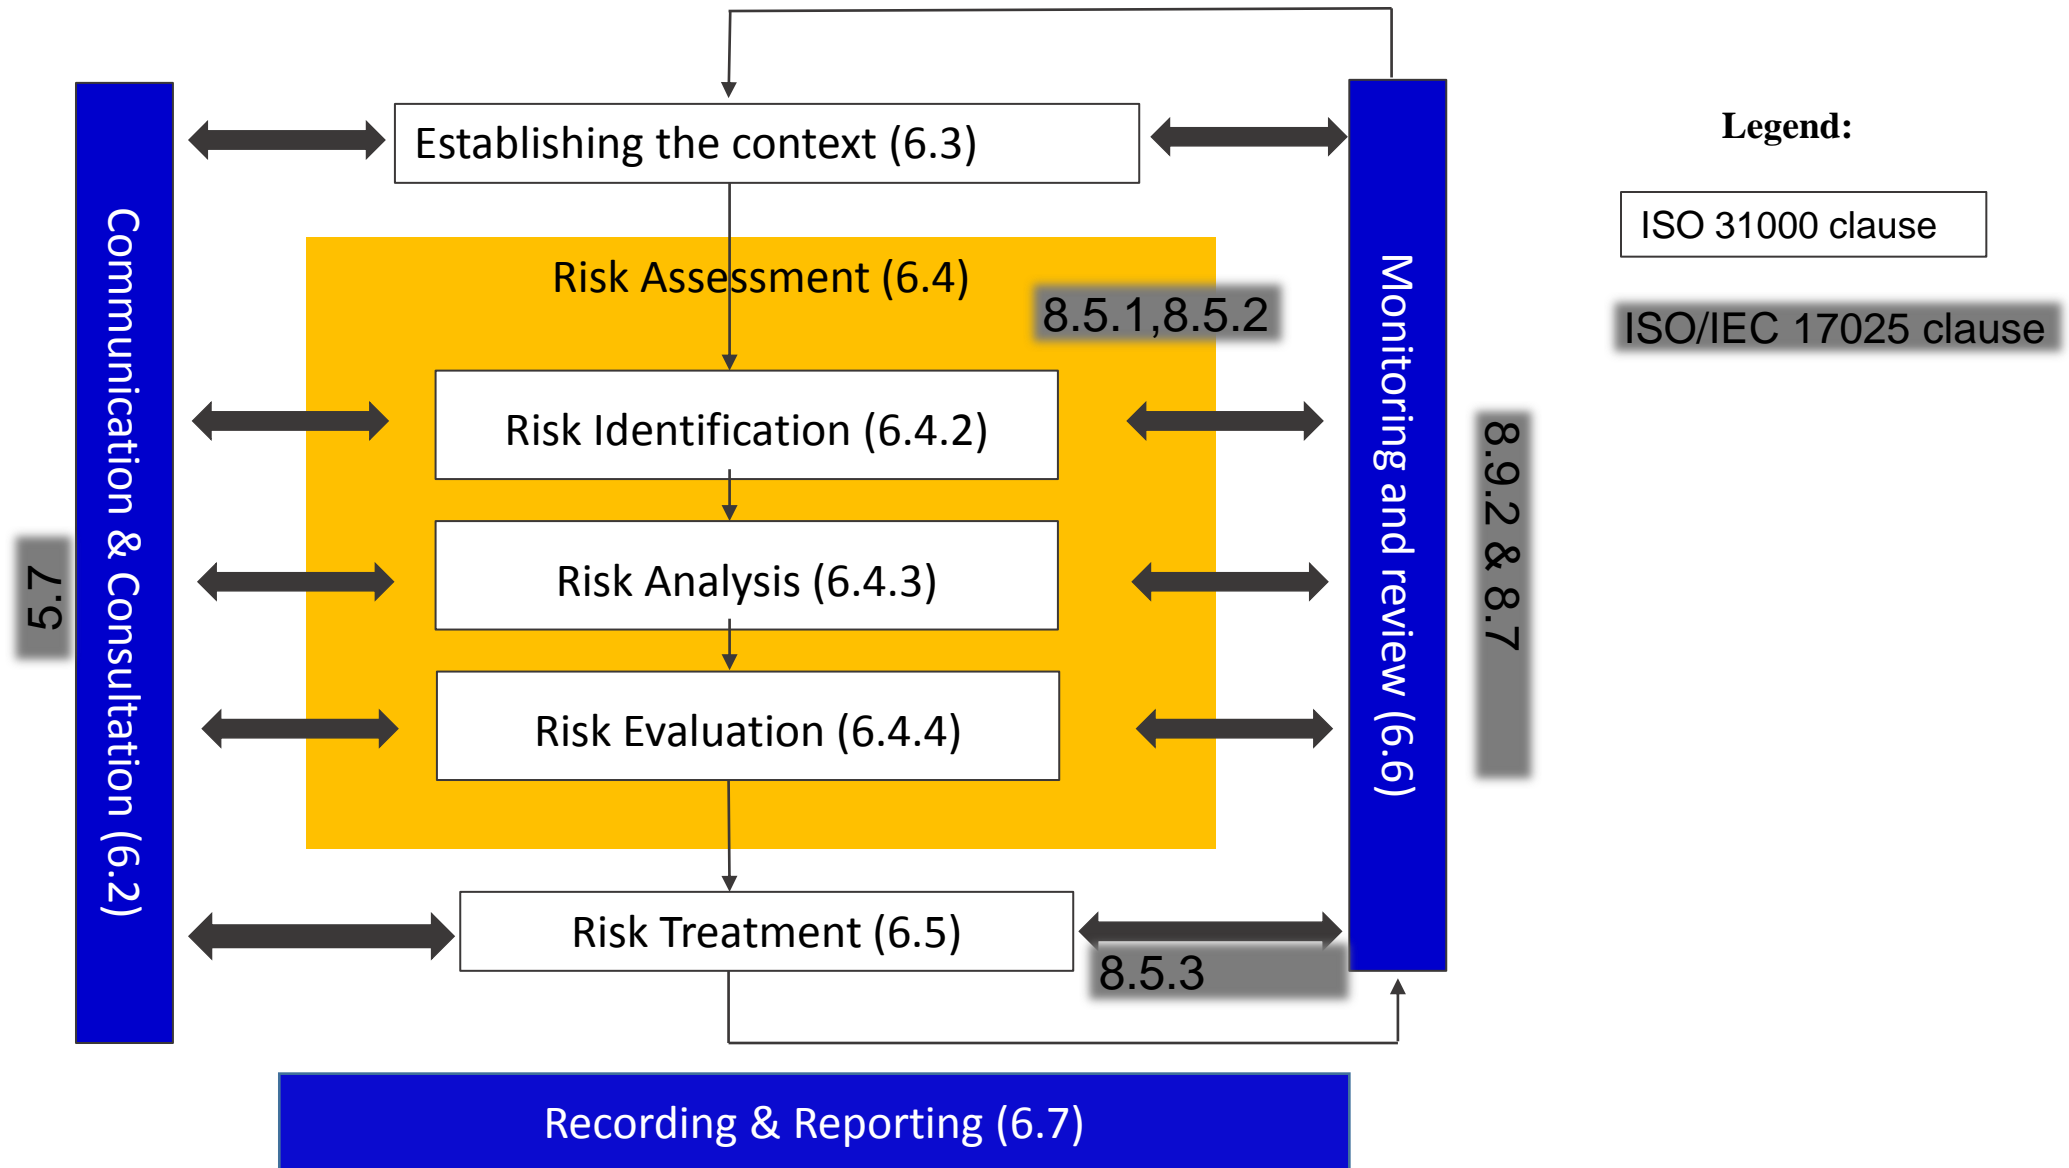 Establishing the context (6.3)
Legend:
ISO 31000 clause
ISO/IEC 17025 clause
Communication & Consultation (6.2)
5.7
Risk Assessment (6.4)
8.5.1,8.5.2
Risk Identification (6.4.2)
Risk Analysis (6.4.3)
Risk Evaluation (6.4.4)
Monitoring and review (6.6)
8.9.2 & 8.7
Risk Treatment (6.5)
8.5.3
Recording & Reporting (6.7)